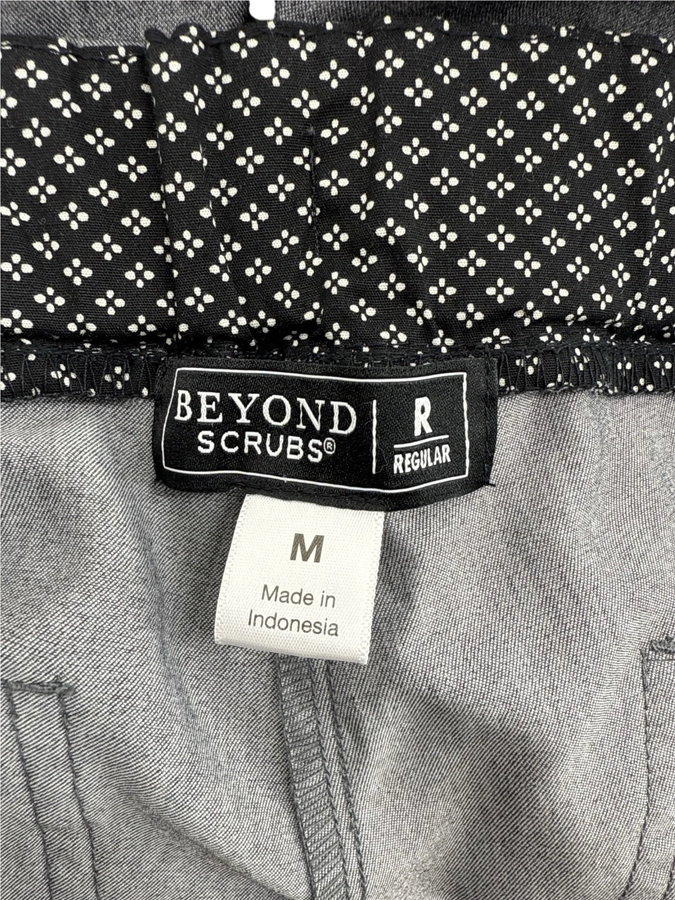 BEYOND
SCRUBS®
R
REGULAR
M
Made in
Indonesia